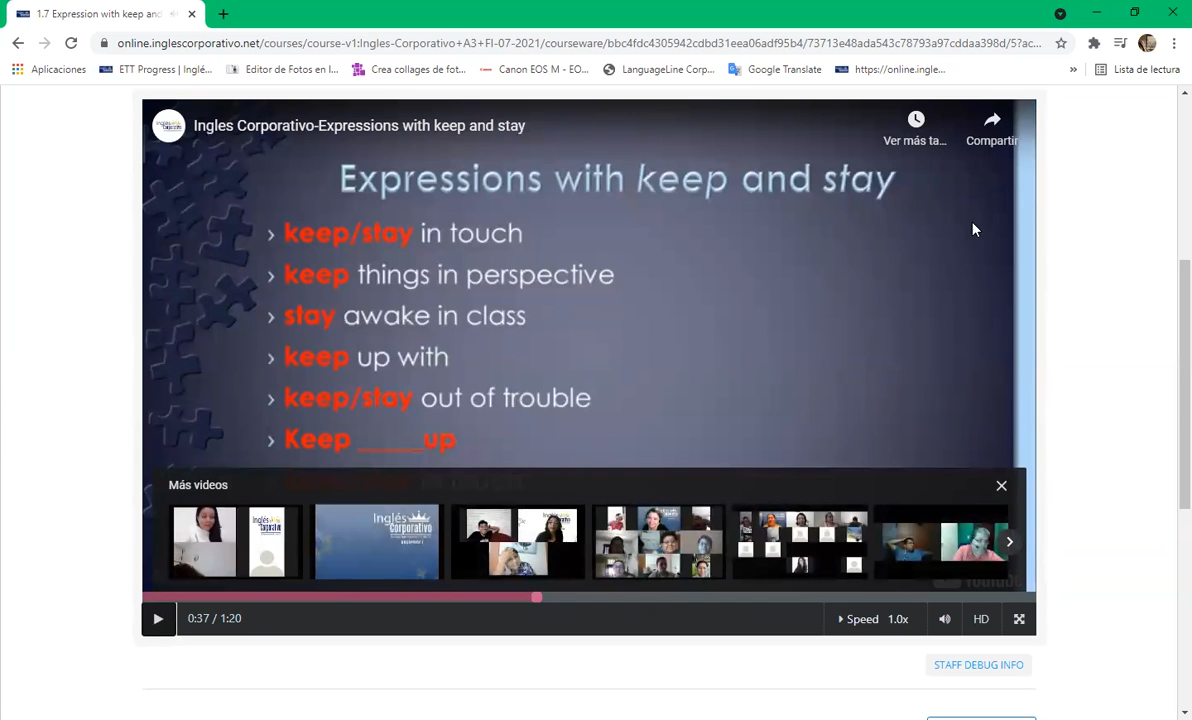 1.7 Expression with keep and
online.inglescorporativo.net/courses/course-v1:Ingles-Corporativo+A3+FI-07-2021/courseware/bbc4fdc4305942cdbd31eea06adf95b4/73713e48ada543c78793a97cddaa398d/5?ac...
Aplicaciones ETT Progress | Inglé... Editor de Fotos en l... Crea collages de fot... Canon EOS M - EO... LanguageLine Corp... Google Translate https://online.ingle... » Lista de lectura
Ingles Corporativo-Expressions with keep and stay
Ver más ta... Compartir
Expressions with keep and stay
› keep/stay in touch
› keep things in perspective
› stay awake in class
› keep up with
› keep/stay out of trouble
› Keep _____up
Más videos
Inglés Corporativo
0:37 / 1:20 Speed 1.0x HD
STAFF DEBUG INFO